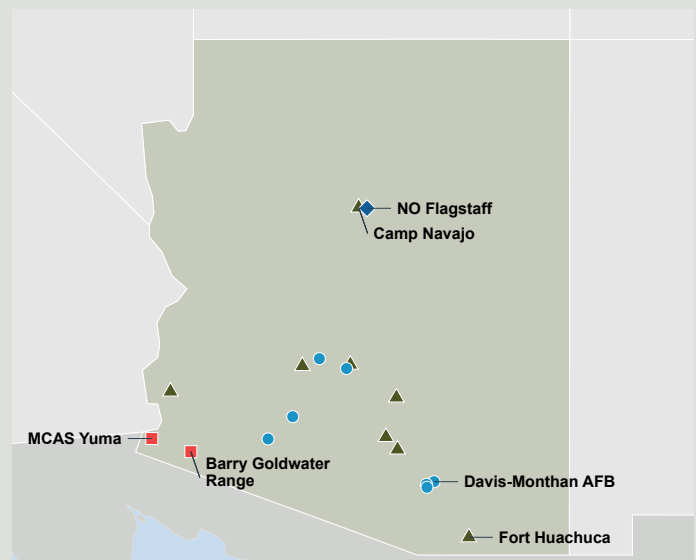 NO Flagstaff
Camp Navajo
MCAS Yuma
Barry Goldwater
Range
Davis-Monthan AFB
Fort Huachuca